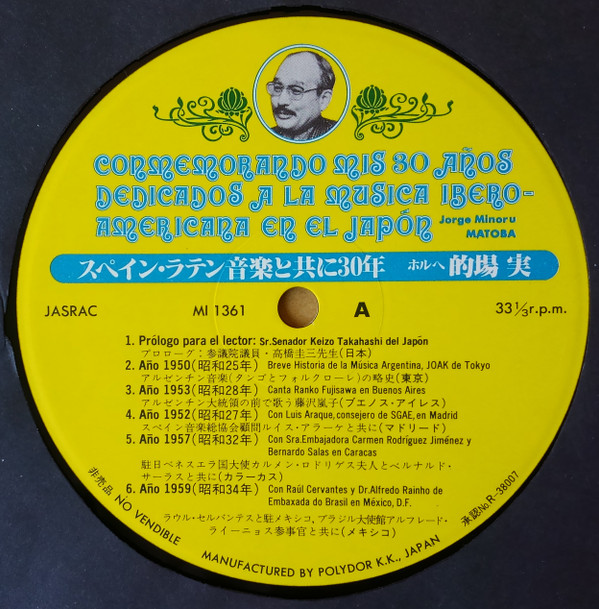 CONMEMORANDO MIS 30 AÑOS
DEDICADOS A LA MUSICA IBERO-
AMERICANA EN EL JAPÓN Jorge Minoru
MATOBA
スペイン・ラテン音楽と共に30年 ホルヘ 的場 実
JASRAC MI 1361 A 33⅓r.p.m.
1. Prólogo para el lector: Sr.Senador Keizo Takahashi del Japón
プロローグ:参議院議員・高橋圭三先生(日本)
2. Año 1950(昭和25年) Breve Historia de la Música Argentina, JOAK de Tokyo
アルゼンチン音楽(タンゴとフォルクローレ)の略史(東京)
3. Año 1953(昭和28年) Canta Ranko Fujisawa en Buenos Aires
アルゼンチン大統領の前で歌う藤沢嵐子(ブエノス・アイレス)
4. Año 1952(昭和27年) Con Luis Araque, consejero de SGAE, en Madrid
スペイン音楽総協会顧問ルイス・アラーケと共に(マドリード)
5. Año 1957(昭和32年) Con Sra.Embajadora Carmen Rodríguez Jiménez y
Bernardo Salas en Caracas
駐日ベネスエラ国大使カルメン・ロドリゲス夫人とベルナルド・
サーラスと共に(カラーカス)
6. Año 1959(昭和34年) Con Raúl Cervantes y Dr.Alfredo Rainho de
Embaxada do Brasil en México, D.F.
ラウル・セルバンテスと駐メキシコ、ブラジル大使館アルフレード・
ライーニョス参事官と共に(メキシコ)
非売品 NO VENDIBLE
MANUFACTURED BY POLYDOR K.K., JAPAN
承認No.R-38007